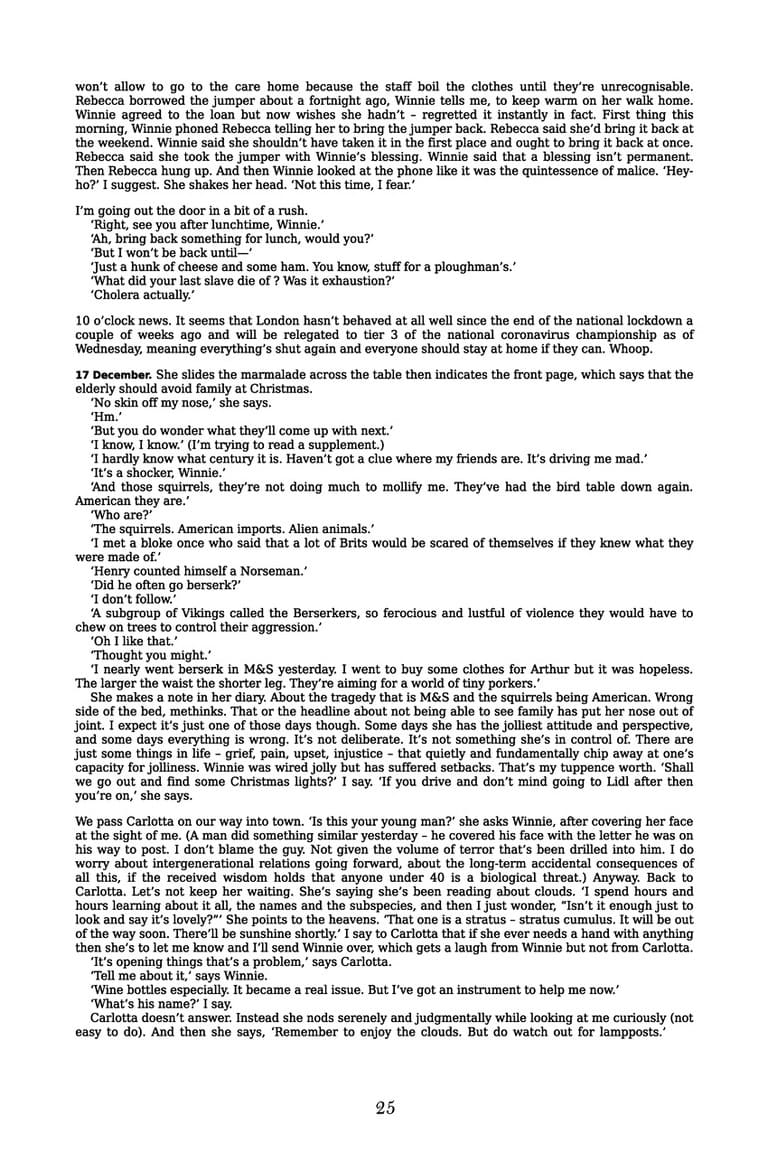 won’t allow to go to the care home because the staff boil the clothes until they’re unrecognisable.
Rebecca borrowed the jumper about a fortnight ago, Winnie tells me, to keep warm on her walk home.
Winnie agreed to the loan but now wishes she hadn’t – regretted it instantly in fact. First thing this
morning, Winnie phoned Rebecca telling her to bring the jumper back. Rebecca said she’d bring it back at
the weekend. Winnie said she shouldn’t have taken it in the first place and ought to bring it back at once.
Rebecca said she took the jumper with Winnie’s blessing. Winnie said that a blessing isn’t permanent.
Then Rebecca hung up. And then Winnie looked at the phone like it was the quintessence of malice. ‘Hey-
ho?’ I suggest. She shakes her head. ‘Not this time, I fear.’
I’m going out the door in a bit of a rush.
‘Right, see you after lunchtime, Winnie.’
‘Ah, bring back something for lunch, would you?’
‘But I won’t be back until—’
‘Just a hunk of cheese and some ham. You know, stuff for a ploughman’s.’
‘What did your last slave die of ? Was it exhaustion?’
‘Cholera actually.’
10 o’clock news. It seems that London hasn’t behaved at all well since the end of the national lockdown a
couple of weeks ago and will be relegated to tier 3 of the national coronavirus championship as of
Wednesday, meaning everything’s shut again and everyone should stay at home if they can. Whoop.
17 December. She slides the marmalade across the table then indicates the front page, which says that the
elderly should avoid family at Christmas.
‘No skin off my nose,’ she says.
‘Hm.’
‘But you do wonder what they’ll come up with next.’
‘I know, I know.’ (I’m trying to read a supplement.)
‘I hardly know what century it is. Haven’t got a clue where my friends are. It’s driving me mad.’
‘It’s a shocker, Winnie.’
‘And those squirrels, they’re not doing much to mollify me. They’ve had the bird table down again.
American they are.’
‘Who are?’
‘The squirrels. American imports. Alien animals.’
‘I met a bloke once who said that a lot of Brits would be scared of themselves if they knew what they
were made of.’
‘Henry counted himself a Norseman.’
‘Did he often go berserk?’
‘I don’t follow.’
‘A subgroup of Vikings called the Berserkers, so ferocious and lustful of violence they would have to
chew on trees to control their aggression.’
‘Oh I like that.’
‘Thought you might.’
‘I nearly went berserk in M&S yesterday. I went to buy some clothes for Arthur but it was hopeless.
The larger the waist the shorter leg. They’re aiming for a world of tiny porkers.’
She makes a note in her diary. About the tragedy that is M&S and the squirrels being American. Wrong
side of the bed, methinks. That or the headline about not being able to see family has put her nose out of
joint. I expect it’s just one of those days though. Some days she has the jolliest attitude and perspective,
and some days everything is wrong. It’s not deliberate. It’s not something she’s in control of. There are
just some things in life – grief, pain, upset, injustice – that quietly and fundamentally chip away at one’s
capacity for jolliness. Winnie was wired jolly but has suffered setbacks. That’s my tuppence worth. ‘Shall
we go out and find some Christmas lights?’ I say. ‘If you drive and don’t mind going to Lidl after then
you’re on,’ she says.
We pass Carlotta on our way into town. ‘Is this your young man?’ she asks Winnie, after covering her face
at the sight of me. (A man did something similar yesterday – he covered his face with the letter he was on
his way to post. I don’t blame the guy. Not given the volume of terror that’s been drilled into him. I do
worry about intergenerational relations going forward, about the long-term accidental consequences of
all this, if the received wisdom holds that anyone under 40 is a biological threat.) Anyway. Back to
Carlotta. Let’s not keep her waiting. She’s saying she’s been reading about clouds. ‘I spend hours and
hours learning about it all, the names and the subspecies, and then I just wonder, “Isn’t it enough just to
look and say it’s lovely?”’ She points to the heavens. ‘That one is a stratus – stratus cumulus. It will be out
of the way soon. There’ll be sunshine shortly.’ I say to Carlotta that if she ever needs a hand with anything
then she’s to let me know and I’ll send Winnie over, which gets a laugh from Winnie but not from Carlotta.
‘It’s opening things that’s a problem,’ says Carlotta.
‘Tell me about it,’ says Winnie.
‘Wine bottles especially. It became a real issue. But I’ve got an instrument to help me now.’
‘What’s his name?’ I say.
Carlotta doesn’t answer. Instead she nods serenely and judgmentally while looking at me curiously (not
easy to do). And then she says, ‘Remember to enjoy the clouds. But do watch out for lampposts.’
25